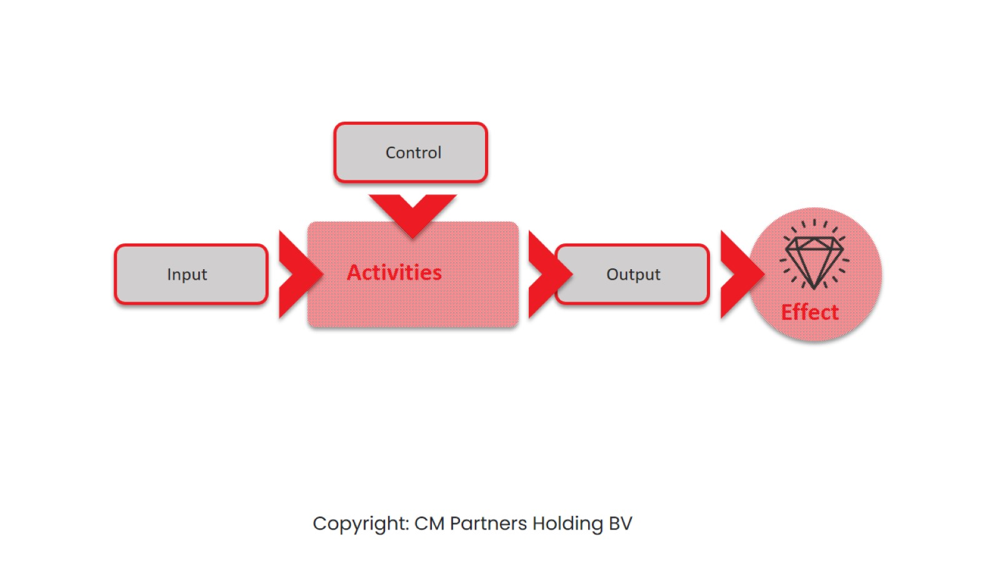 Control
Input
Activities
Output
Effect
Copyright: CM Partners Holding BV